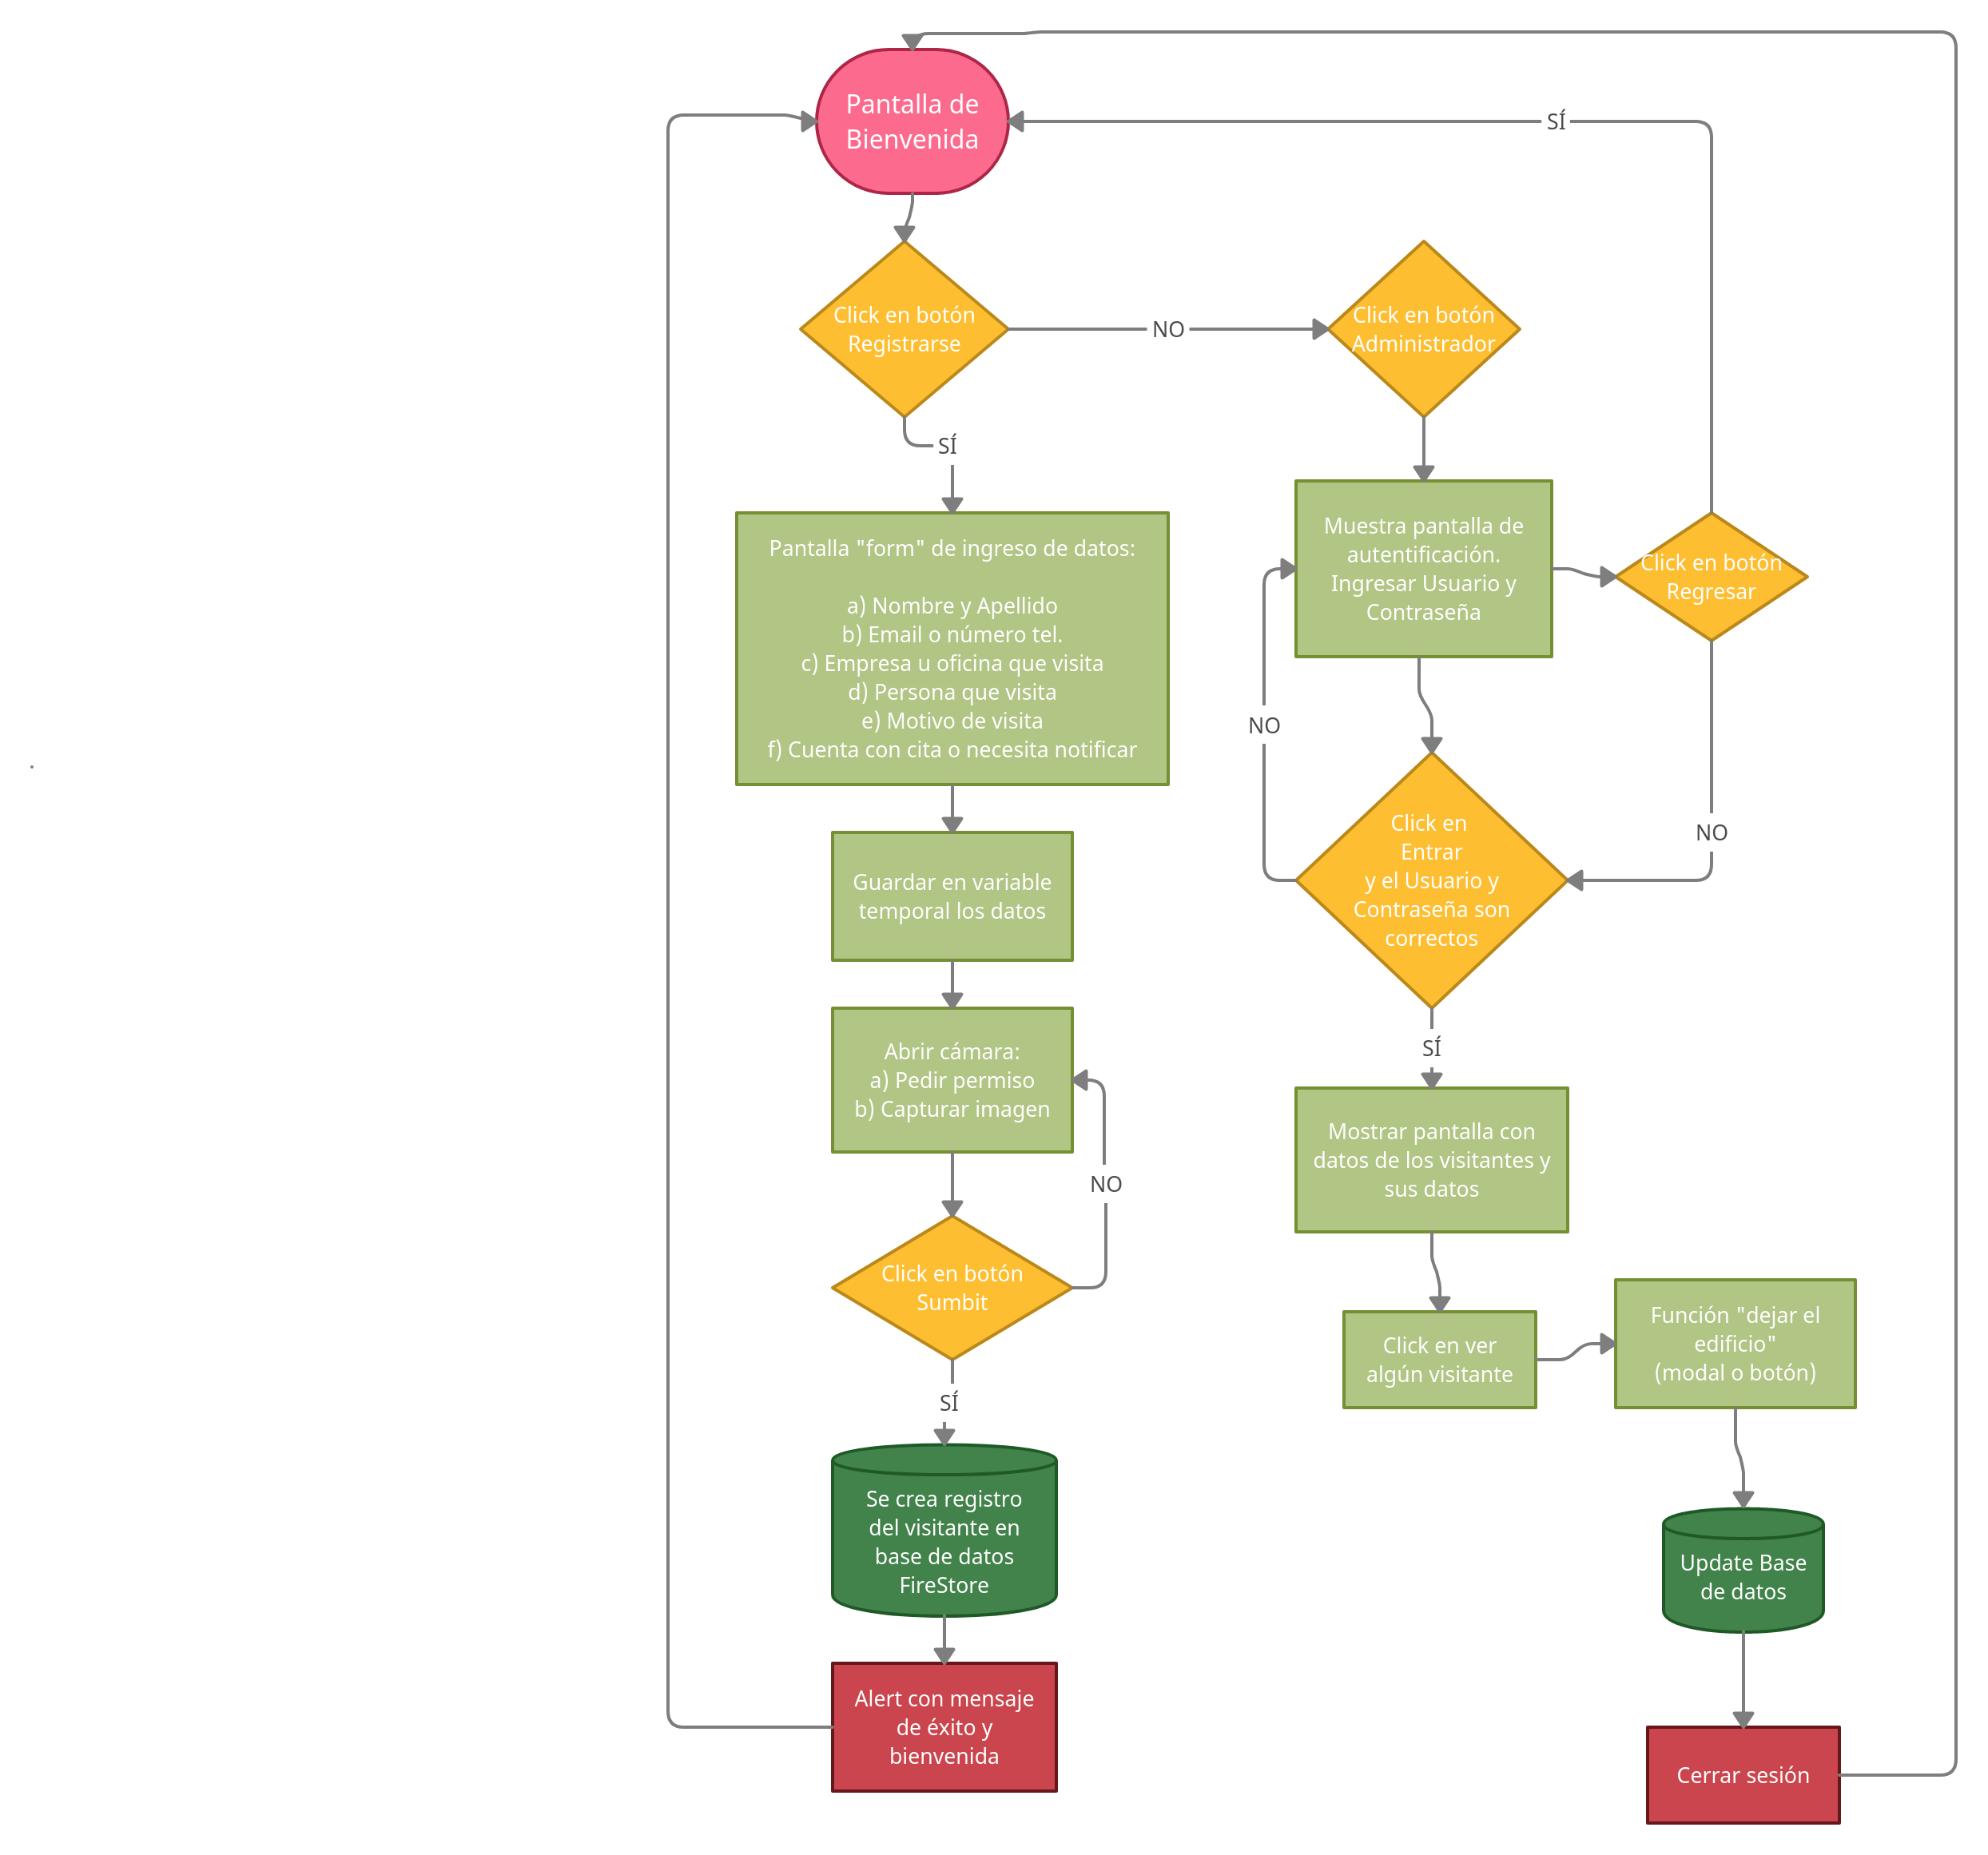 Pantalla de
Bienvenida
SÍ
Click en botón
Registrarse
NO
Click en botón
Administrador
SÍ
Pantalla "form" de ingreso de datos:
a) Nombre y Apellido
b) Email o número tel.
c) Empresa u oficina que visita
d) Persona que visita
e) Motivo de visita
f) Cuenta con cita o necesita notificar
Muestra pantalla de
autentificación.
Ingresar Usuario y
Contraseña
Click en botón
Regresar
NO
NO
Click en
Entrar
y el Usuario y
Contraseña son
correctos
Guardar en variable
temporal los datos
Abrir cámara:
a) Pedir permiso
b) Capturar imagen
SÍ
NO
Mostrar pantalla con
datos de los visitantes y
sus datos
Click en botón
Sumbit
Click en ver
algún visitante
Función "dejar el
edificio"
(modal o botón)
SÍ
Se crea registro
del visitante en
base de datos
FireStore
Update Base
de datos
Alert con mensaje
de éxito y
bienvenida
Cerrar sesión